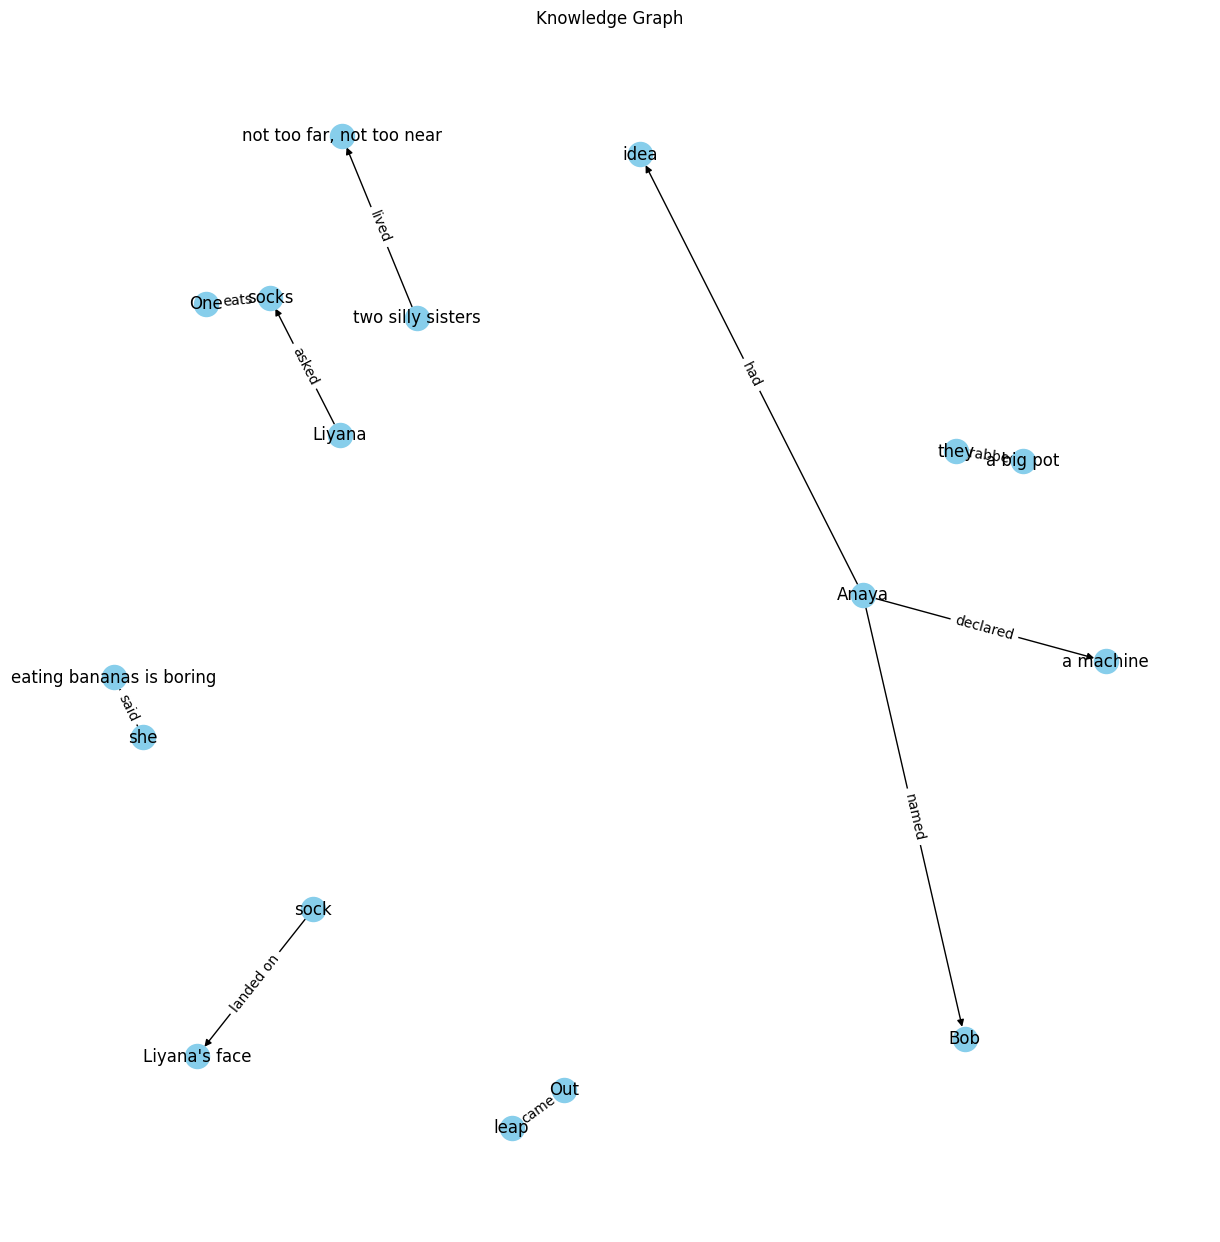 Knowledge Graph
not too far, not too near
idea
lived
One
eats
socks
two silly sisters
asked
had
Liyana
they
a big pot
Anaya
declared
a machine
eating bananas is boring
said
she
named
sock
landed on
Bob
Liyana's face
Out
came
leap